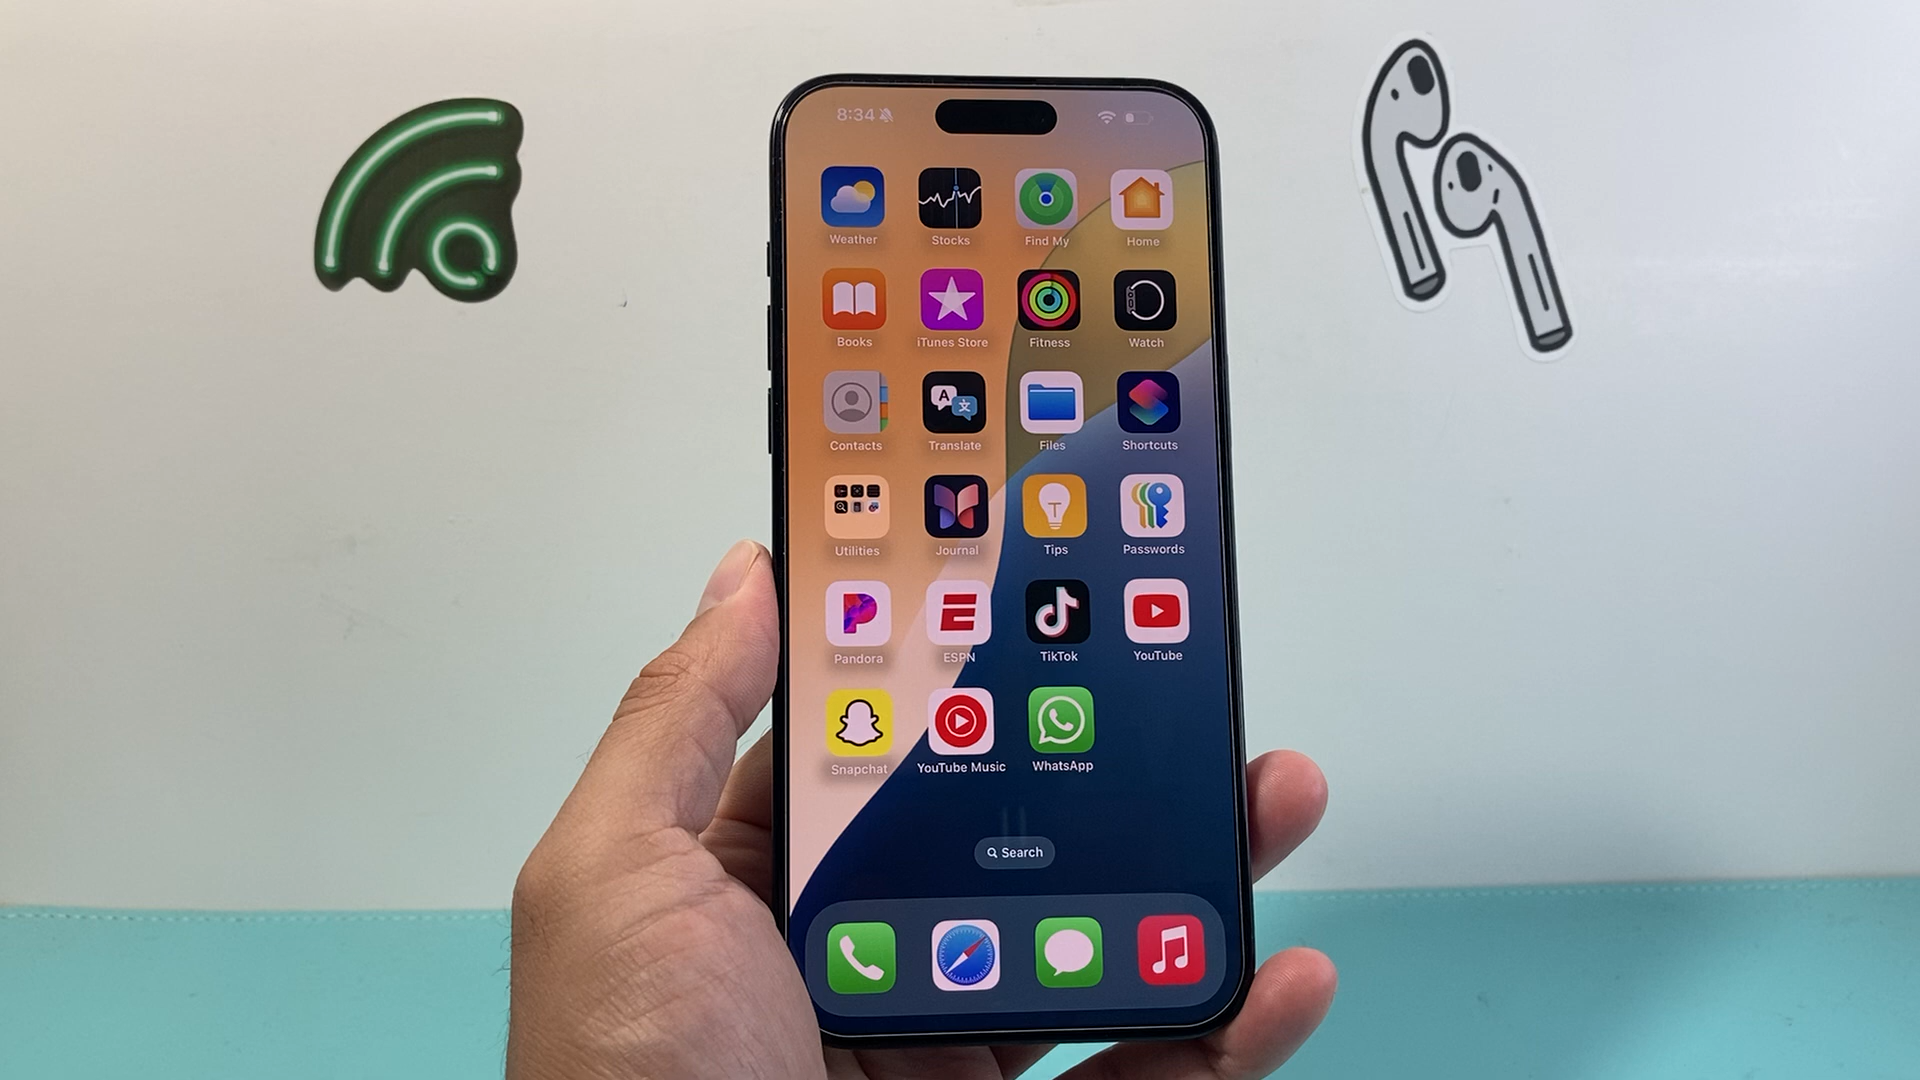 8:34
Weather Stocks Find My Home
Books iTunes Store Fitness Watch
Contacts Translate Files Shortcuts
Utilities Journal Tips Passwords
Pandora ESPN TikTok YouTube
Snapchat YouTube Music WhatsApp
Search